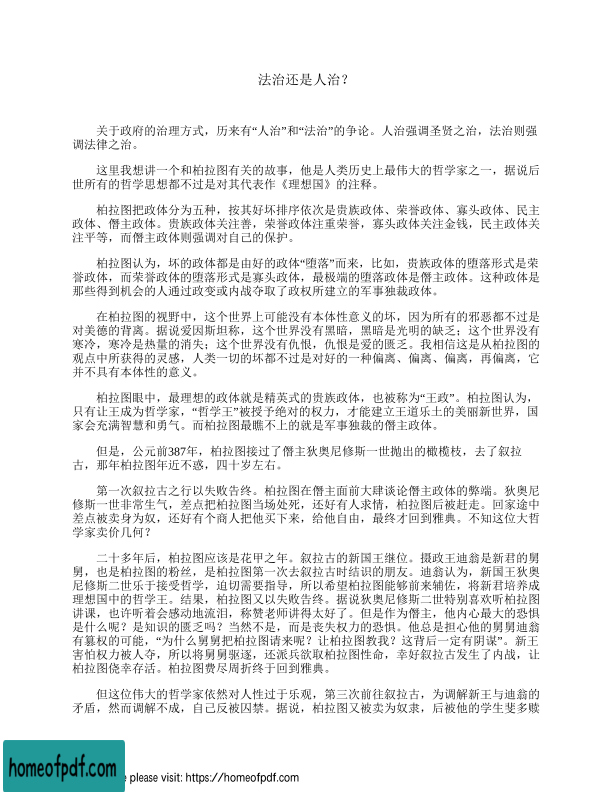 法治还是人治？
关于政府的治理方式，历来有“人治”和“法治”的争论。人治强调圣贤之治，法治则强
调法律之治。
这里我想讲一个和柏拉图有关的故事，他是人类历史上最伟大的哲学家之一，据说后
世所有的哲学思想都不过是对其代表作《理想国》的注释。
柏拉图把政体分为五种，按其好坏排序依次是贵族政体、荣誉政体、寡头政体、民主
政体、僭主政体。贵族政体关注善，荣誉政体注重荣誉，寡头政体关注金钱，民主政体关
注平等，而僭主政体则强调对自己的保护。
柏拉图认为，坏的政体都是由好的政体“堕落”而来，比如，贵族政体的堕落形式是荣
誉政体，而荣誉政体的堕落形式是寡头政体，最极端的堕落政体是僭主政体。这种政体是
那些得到机会的人通过政变或内战夺取了政权所建立的军事独裁政体。
在柏拉图的视野中，这个世界上可能没有本体性意义的坏，因为所有的邪恶都不过是
对美德的背离。据说爱因斯坦称，这个世界没有黑暗，黑暗是光明的缺乏；这个世界没有
寒冷，寒冷是热量的消失；这个世界没有仇恨，仇恨是爱的匮乏。我相信这是从柏拉图的
观点中所获得的灵感，人类一切的坏都不过是对好的一种偏离、偏离、偏离，再偏离，它
并不具有本体性的意义。
柏拉图眼中，最理想的政体就是精英式的贵族政体，也被称为“王政”。柏拉图认为，
只有让王成为哲学家，“哲学王”被授予绝对的权力，才能建立王道乐土的美丽新世界，国
家会充满智慧和勇气。而柏拉图最瞧不上的就是军事独裁的僭主政体。
但是，公元前387年，柏拉图接过了僭主狄奥尼修斯一世抛出的橄榄枝，去了叙拉
古，那年柏拉图年近不惑，四十岁左右。
第一次叙拉古之行以失败告终。柏拉图在僭主面前大肆谈论僭主政体的弊端。狄奥尼
修斯一世非常生气，差点把柏拉图当场处死，还好有人求情，柏拉图后被赶走。回家途中
差点被卖身为奴，还好有个商人把他买下来，给他自由，最终才回到雅典。不知这位大哲
学家卖价几何？
二十多年后，柏拉图应该是花甲之年。叙拉古的新国王继位。摄政王迪翁是新君的舅
舅，也是柏拉图的粉丝，是柏拉图第一次去叙拉古时结识的朋友。迪翁认为，新国王狄奥
尼修斯二世乐于接受哲学，迫切需要指导，所以希望柏拉图能够前来辅佐，将新君培养成
理想国中的哲学王。结果，柏拉图又以失败告终。据说狄奥尼修斯二世特别喜欢听柏拉图
讲课，也许听着会感动地流泪，称赞老师讲得太好了。但是作为僭主，他内心最大的恐惧
是什么呢？是知识的匮乏吗？当然不是，而是丧失权力的恐惧。他总是担心他的舅舅迪翁
有篡权的可能，“为什么舅舅把柏拉图请来呢？让柏拉图教我？这背后一定有阴谋”。新王
害怕权力被人夺，所以将舅舅驱逐，还派兵欲取柏拉图性命，幸好叙拉古发生了内战，让
柏拉图侥幸存活。柏拉图费尽周折终于回到雅典。
但这位伟大的哲学家依然对人性过于乐观，第三次前往叙拉古，为调解新王与迪翁的
矛盾，然而调解不成，自己反被囚禁。据说，柏拉图又被卖为奴隶，后被他的学生斐多赎
homeofpdf.com
e please visit: https://homeofpdf.com